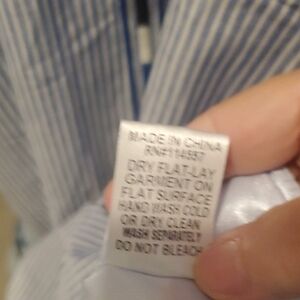 MADE IN CHINA
RN#114557
DRY FLAT-LAY
GARMENT ON
FLAT SURFACE
HAND WASH COLD
OR DRY CLEAN
WASH SEPARATELY
DO NOT BLEACH